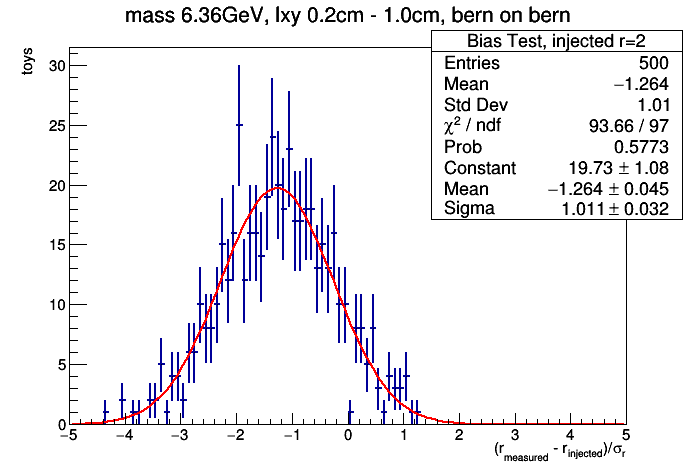 mass 6.36GeV, lxy 0.2cm - 1.0cm, bern on bern
Bias Test, injected r=2
Entries 500
Mean −1.264
Std Dev 1.01
χ² / ndf 93.66 / 97
Prob 0.5773
Constant 19.73 ± 1.08
Mean −1.264 ± 0.045
Sigma 1.011 ± 0.032
toys
30
25
20
15
10
5
0
−5 −4 −3 −2 −1 0 1 2 3 4 5
(r_measured - r_injected)/σ_r